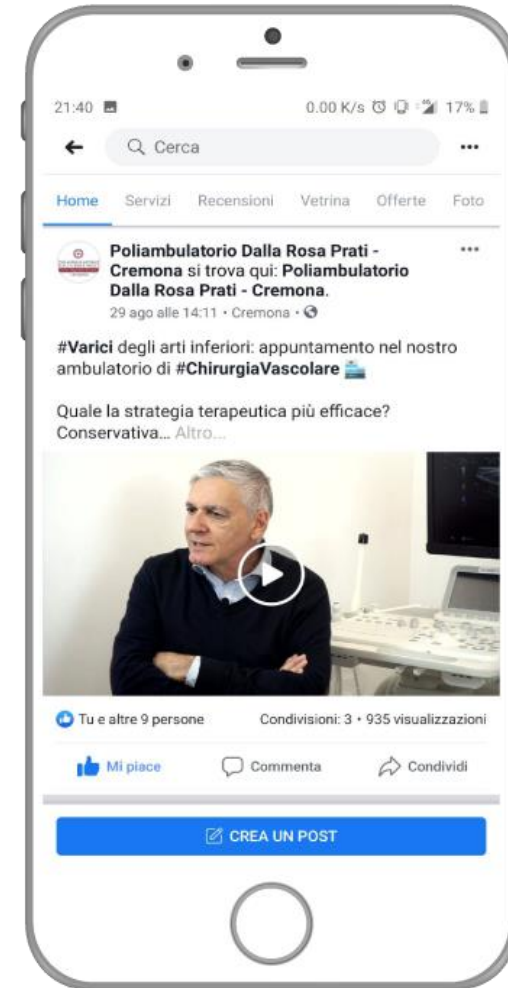 21:40 0.00 K/s 17%
Cerca
Home Servizi Recensioni Vetrina Offerte Foto
Poliambulatorio Dalla Rosa Prati -
Cremona si trova qui: Poliambulatorio
Dalla Rosa Prati - Cremona.
29 ago alle 14:11 • Cremona •
#Varici degli arti inferiori: appuntamento nel nostro
ambulatorio di #ChirurgiaVascolare
Quale la strategia terapeutica più efficace?
Conservativa... Altro...
Tu e altre 9 persone Condivisioni: 3 • 935 visualizzazioni
Mi piace Commenta Condividi
CREA UN POST